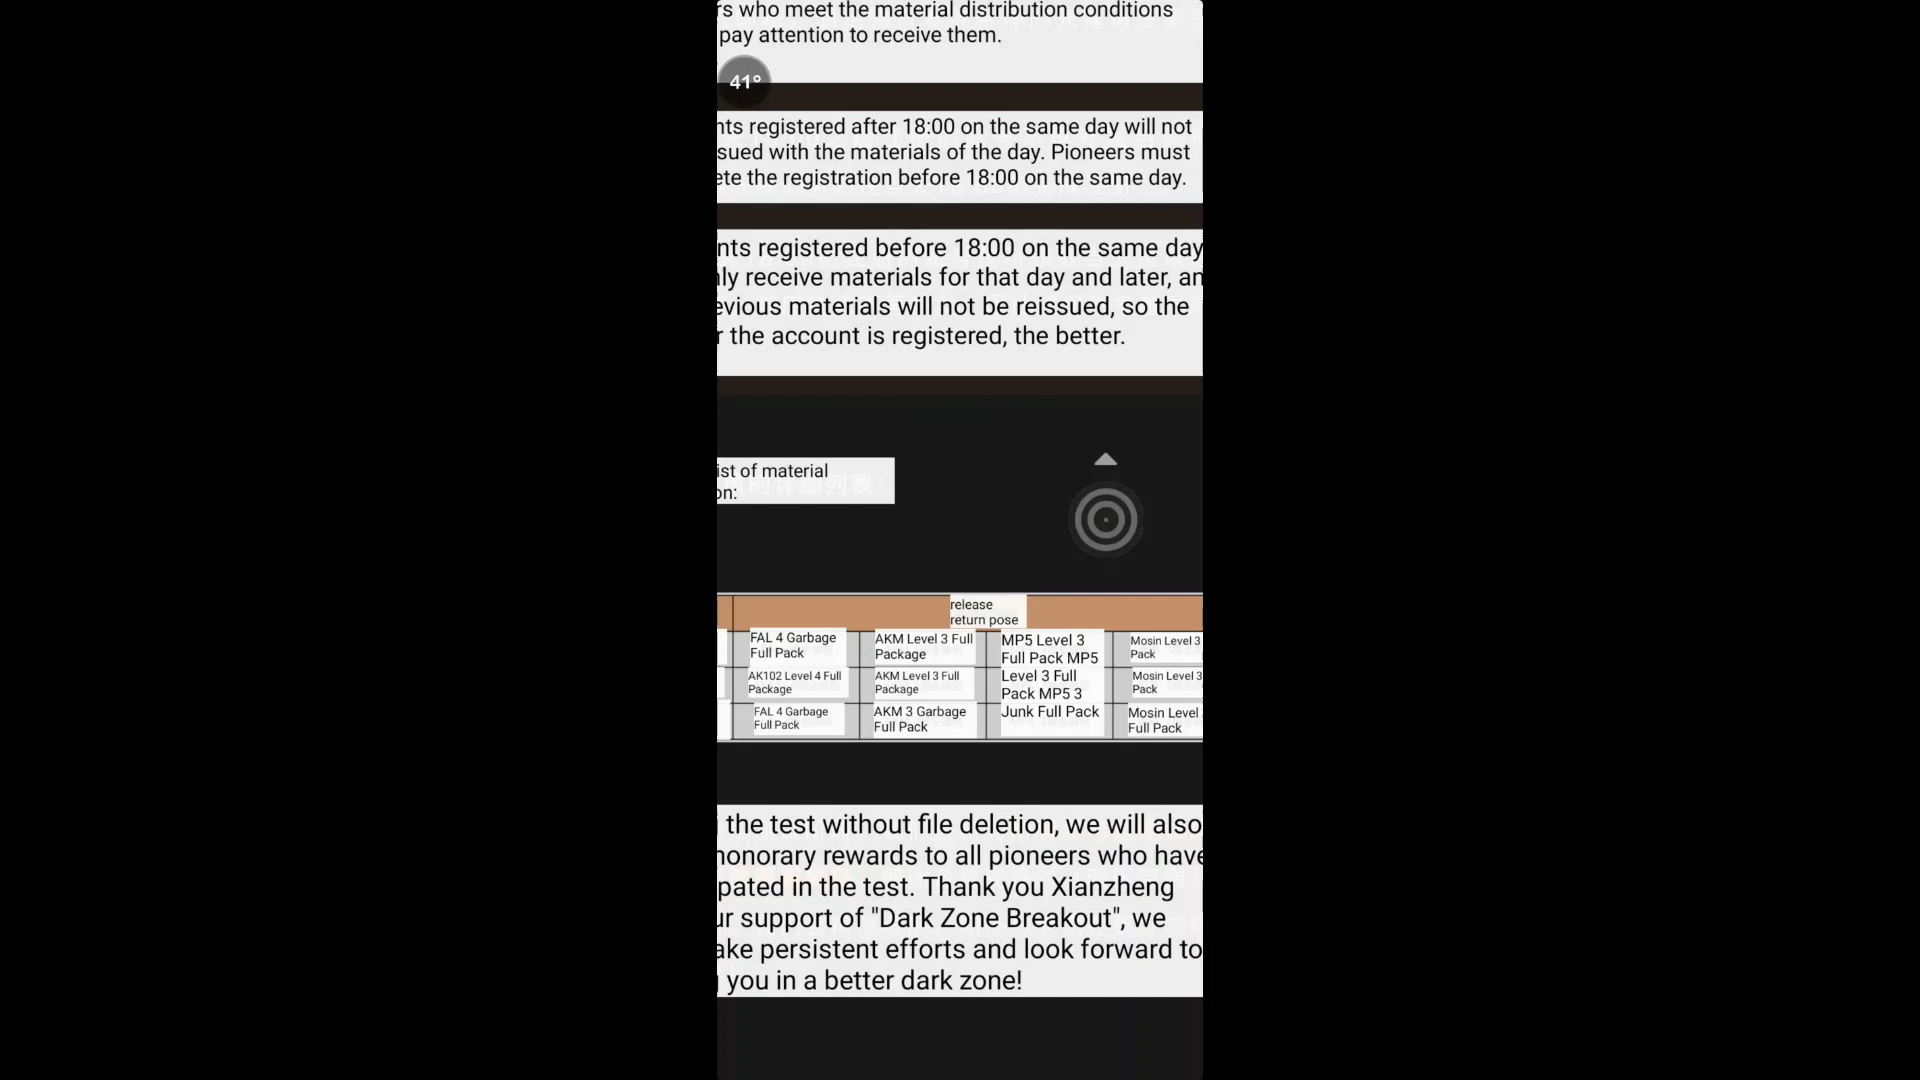 rs who meet the material distribution conditions
pay attention to receive them.
41°
nts registered after 18:00 on the same day will not
sued with the materials of the day. Pioneers must
ete the registration before 18:00 on the same day.
nts registered before 18:00 on the same day
nly receive materials for that day and later, an
evious materials will not be reissued, so the
r the account is registered, the better.
ist of material
on:
release
return pose
FAL 4 Garbage
Full Pack
AKM Level 3 Full
Package
MP5 Level 3
Full Pack MP5
Level 3 Full
Pack MP5 3
Junk Full Pack
Mosin Level 3
Pack
AK102 Level 4 Full
Package
AKM Level 3 Full
Package
Mosin Level 3
Pack
FAL 4 Garbage
Full Pack
AKM 3 Garbage
Full Pack
Mosin Level
Full Pack
the test without file deletion, we will also
honorary rewards to all pioneers who have
pated in the test. Thank you Xianzheng
ur support of "Dark Zone Breakout", we
ake persistent efforts and look forward to
you in a better dark zone!